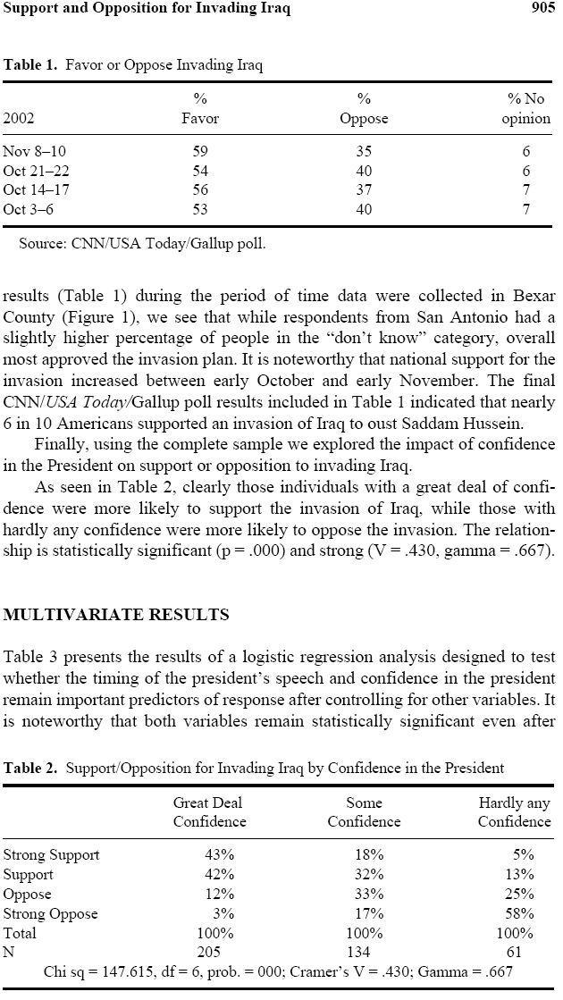 Support and Opposition for Invading Iraq 905
Table 1. Favor or Oppose Invading Iraq
% % % No
2002 Favor Oppose opinion
Nov 8–10 59 35 6
Oct 21–22 54 40 6
Oct 14–17 56 37 7
Oct 3–6 53 40 7
Source: CNN/USA Today/Gallup poll.
results (Table 1) during the period of time data were collected in Bexar
County (Figure 1), we see that while respondents from San Antonio had a
slightly higher percentage of people in the “don’t know” category, overall
most approved the invasion plan. It is noteworthy that national support for the
invasion increased between early October and early November. The final
CNN/USA Today/Gallup poll results included in Table 1 indicated that nearly
6 in 10 Americans supported an invasion of Iraq to oust Saddam Hussein.
Finally, using the complete sample we explored the impact of confidence
in the President on support or opposition to invading Iraq.
As seen in Table 2, clearly those individuals with a great deal of confi-
dence were more likely to support the invasion of Iraq, while those with
hardly any confidence were more likely to oppose the invasion. The relation-
ship is statistically significant (p = .000) and strong (V = .430, gamma = .667).
MULTIVARIATE RESULTS
Table 3 presents the results of a logistic regression analysis designed to test
whether the timing of the president’s speech and confidence in the president
remain important predictors of response after controlling for other variables. It
is noteworthy that both variables remain statistically significant even after
Table 2. Support/Opposition for Invading Iraq by Confidence in the President
Great Deal Some Hardly any
Confidence Confidence Confidence
Strong Support 43% 18% 5%
Support 42% 32% 13%
Oppose 12% 33% 25%
Strong Oppose 3% 17% 58%
Total 100% 100% 100%
N 205 134 61
Chi sq = 147.615, df = 6, prob. = 000; Cramer’s V = .430; Gamma = .667